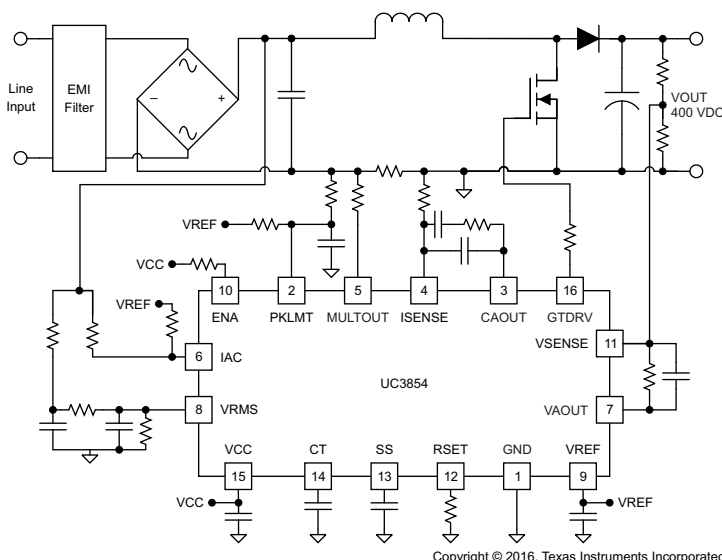 Line
Input
EMI
Filter
–
+
VOUT
400 VDC
VREF
VCC
VREF
10
2
5
4
3
16
ENA
PKLMT
MULTOUT
ISENSE
CAOUT
GTDRV
VSENSE
11
6
IAC
UC3854
8
VRMS
VAOUT
7
VCC
CT
SS
RSET
GND
VREF
15
14
13
12
1
9
VCC
VREF
Copyright © 2016, Texas Instruments Incorporated